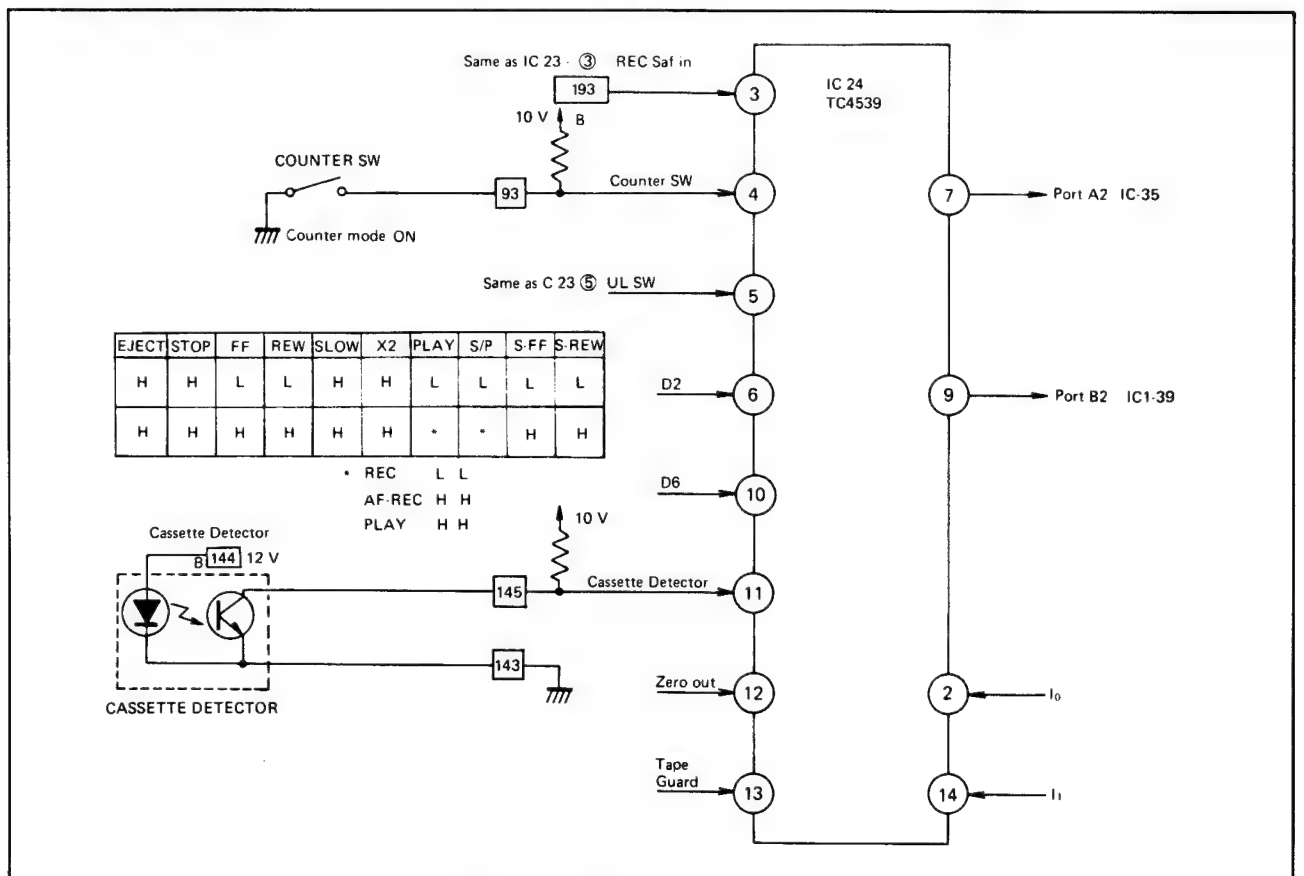 Same as IC 23 - ③ REC Saf in
193
3
IC 24
TC4539
10 V B
COUNTER SW
93
Counter SW
4
7
Port A2 IC-35
Counter mode ON
Same as C 23 ⑤ UL SW
5
EJECT STOP FF REW SLOW X2 PLAY S/P S-FF S-REW
H H L L H H L L L L
H H H H H H * * H H
* REC L L
AF-REC H H
PLAY H H
D2
6
9
Port B2 IC1-39
D6
10
10 V
Cassette Detector
B 144 12 V
145
Cassette Detector
11
143
CASSETTE DETECTOR
Zero out
12
2
I₀
Tape
Guard
13
14
I₁